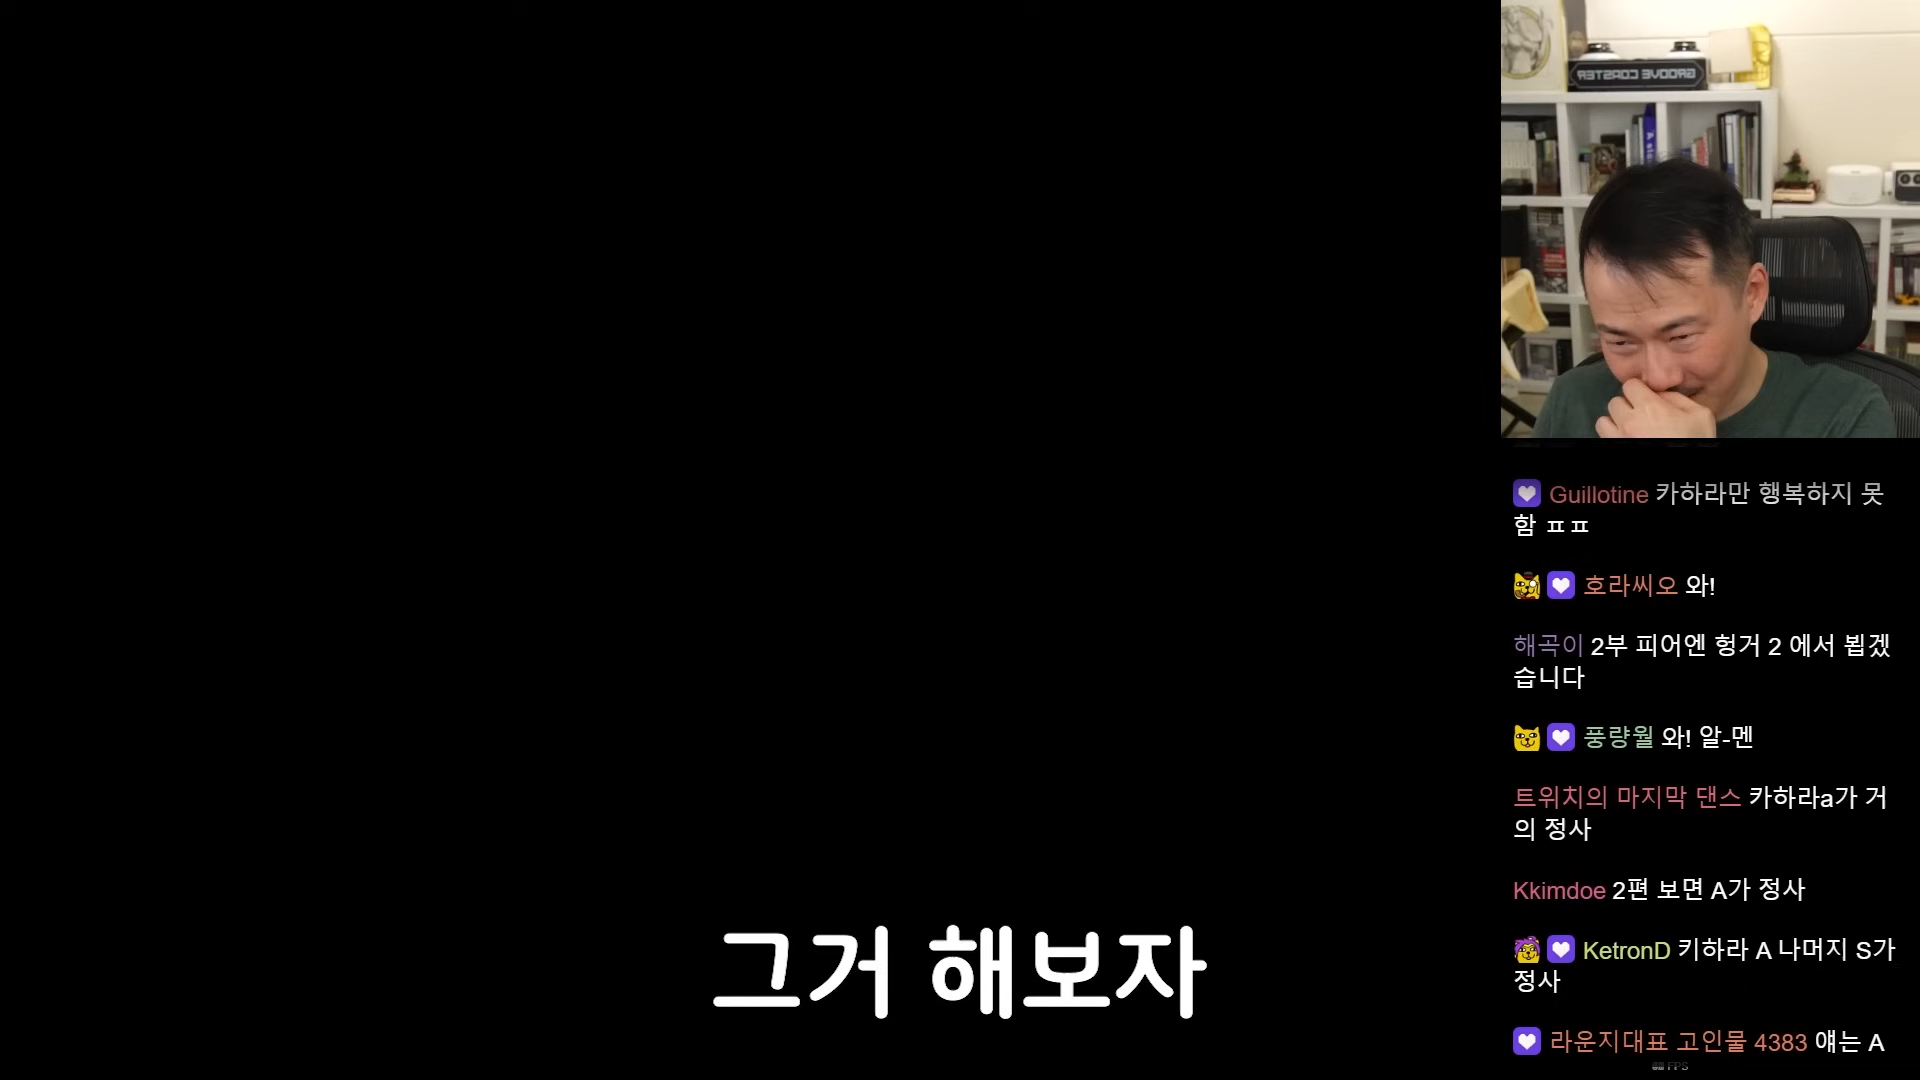 GROOVE COASTER
Guillotine 카하라만 행복하지 못
함 ㅍㅍ
호라씨오 와!
해곡이 2부 피어엔 헝거 2 에서 뵙겠
습니다
풍량월 와! 알-멘
트위치의 마지막 댄스 카하라a가 거
의 정사
Kkimdoe 2편 보면 A가 정사
KetronD 키하라 A 나머지 S가
정사
라운지대표 고인물 4383 얘는 A
그거 해보자
FPS